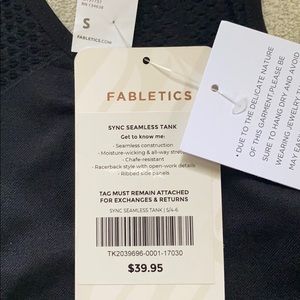 RN 134038
S
FABLETICS.COM
FABLETICS
SYNC SEAMLESS TANK
Get to know me:
- Seamless construction
- Moisture-wicking & all-way stretch
- Chafe-resistant
- Racerback style with open-work details
- Ribbed side panels
TAG MUST REMAIN ATTACHED
FOR EXCHANGES & RETURNS
SYNC SEAMLESS TANK | S/4-6
TK2039696-0001-17030
$39.95
• DUE TO THE DELICATE NATURE
OF THIS GARMENT, PLEASE BE
SURE TO HANG DRY AND AVOID
WEARING JEWELRY